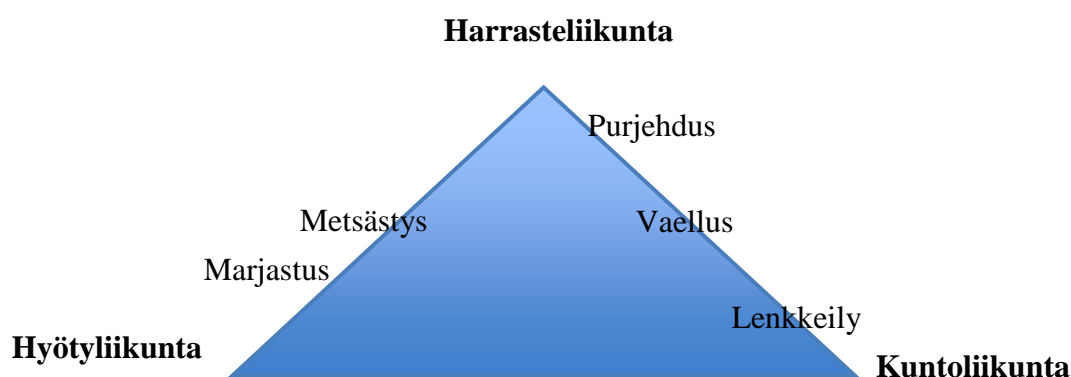 Harrasteliikunta
Purjehdus
Metsästys
Vaellus
Marjastus
Lenkkeily
Hyötyliikunta
Kuntoliikunta